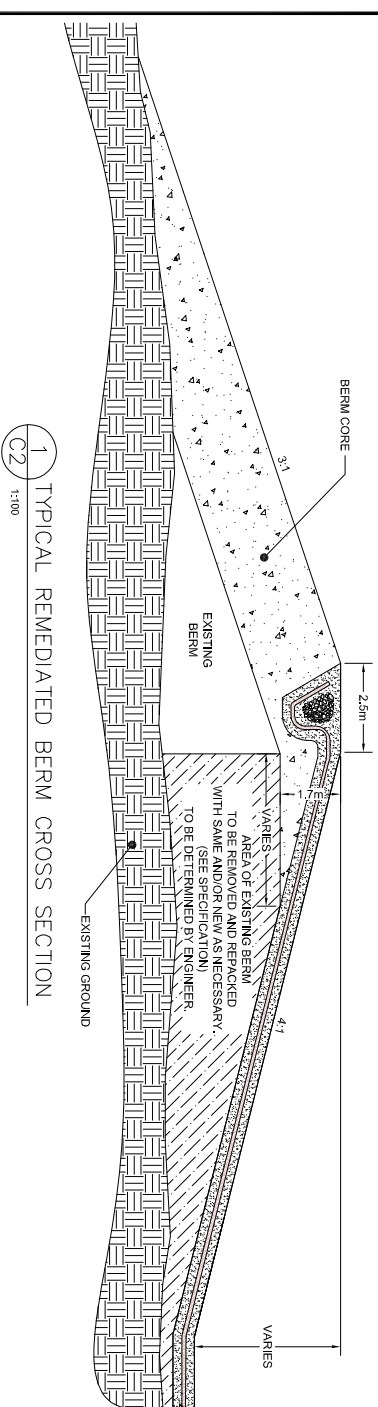 BERM CORE
3:1
2.5m
1.7m
EXISTING
BERM
VARIES
AREA OF EXISTING BERM
TO BE REMOVED AND REPACKED
WITH SAME AND/OR NEW AS NECESSARY.
(SEE SPECIFICATION)
TO BE DETERMINED BY ENGINEER.
4:1
VARIES
EXISTING GROUND
1
C2
TYPICAL REMEDIATED BERM CROSS SECTION
1:100